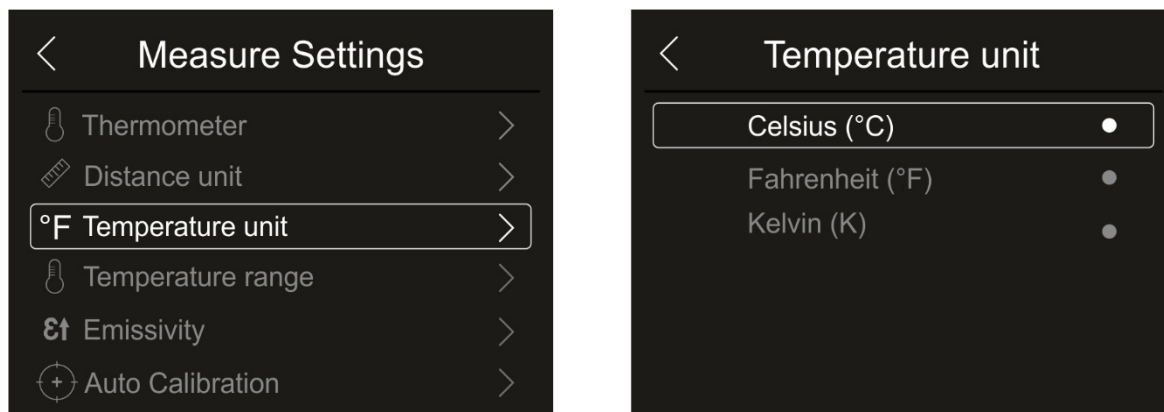 Measure Settings
Thermometer
Distance unit
°F Temperature unit
Temperature range
Ɛ↑ Emissivity
Auto Calibration
Temperature unit
Celsius (°C)
Fahrenheit (°F)
Kelvin (K)